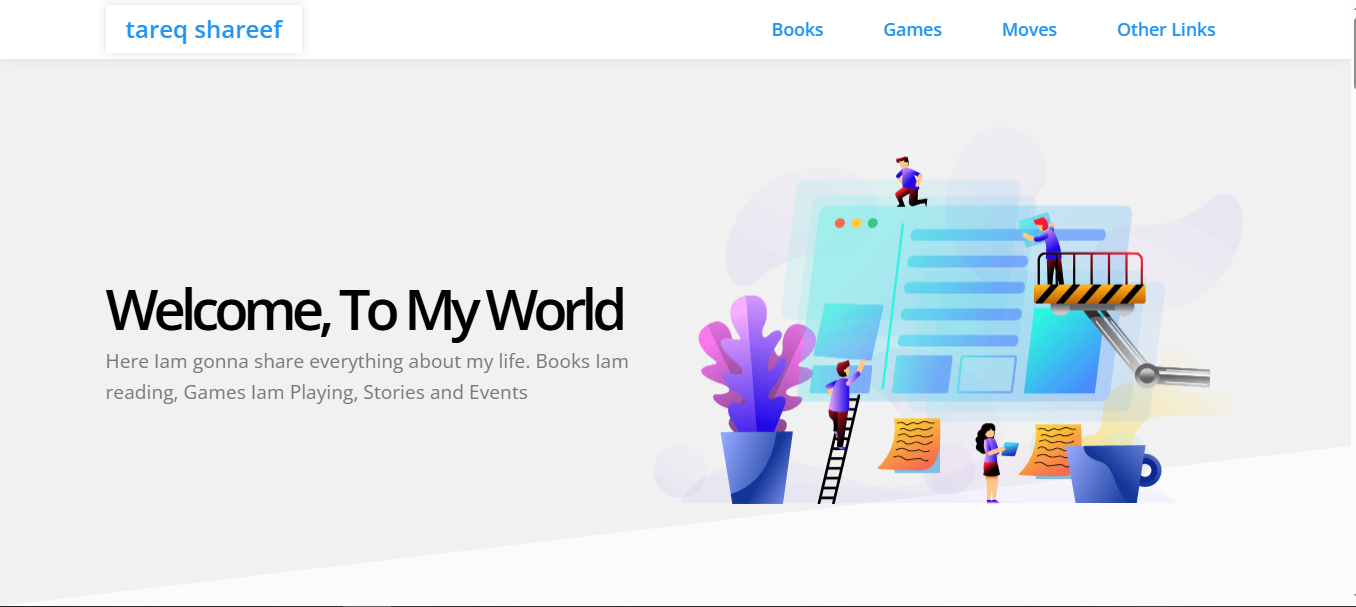 tareq shareef
Books
Games
Moves
Other Links
Welcome, To My World
Here Iam gonna share everything about my life. Books Iam
reading, Games Iam Playing, Stories and Events